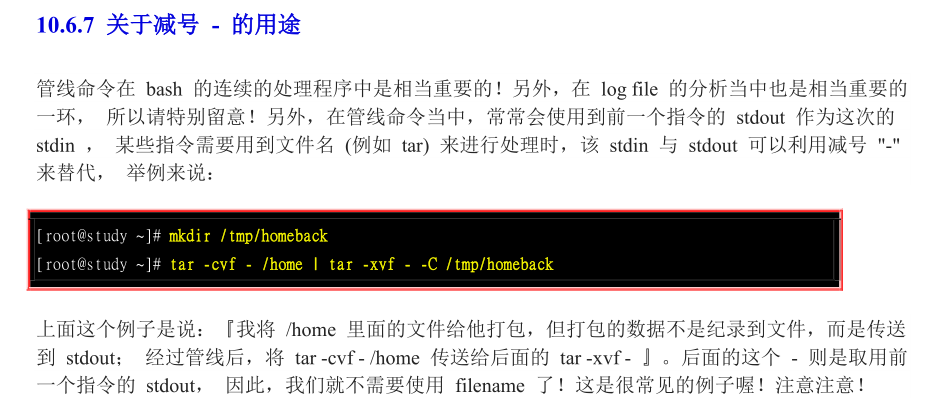 10.6.7 关于减号 - 的用途
管线命令在 bash 的连续的处理程序中是相当重要的！另外，在 log file 的分析当中也是相当重要的
一环， 所以请特别留意！另外，在管线命令当中，常常会使用到前一个指令的 stdout 作为这次的
stdin ， 某些指令需要用到文件名 (例如 tar) 来进行处理时，该 stdin 与 stdout 可以利用减号 "-"
来替代， 举例来说：
[root@study ~]# mkdir /tmp/homeback
[root@study ~]# tar -cvf - /home | tar -xvf - -C /tmp/homeback
上面这个例子是说：『我将 /home 里面的文件给他打包，但打包的数据不是纪录到文件，而是传送
到 stdout； 经过管线后，将 tar -cvf - /home 传送给后面的 tar -xvf - 』。后面的这个 - 则是取用前
一个指令的 stdout， 因此，我们就不需要使用 filename 了！这是很常见的例子喔！注意注意！